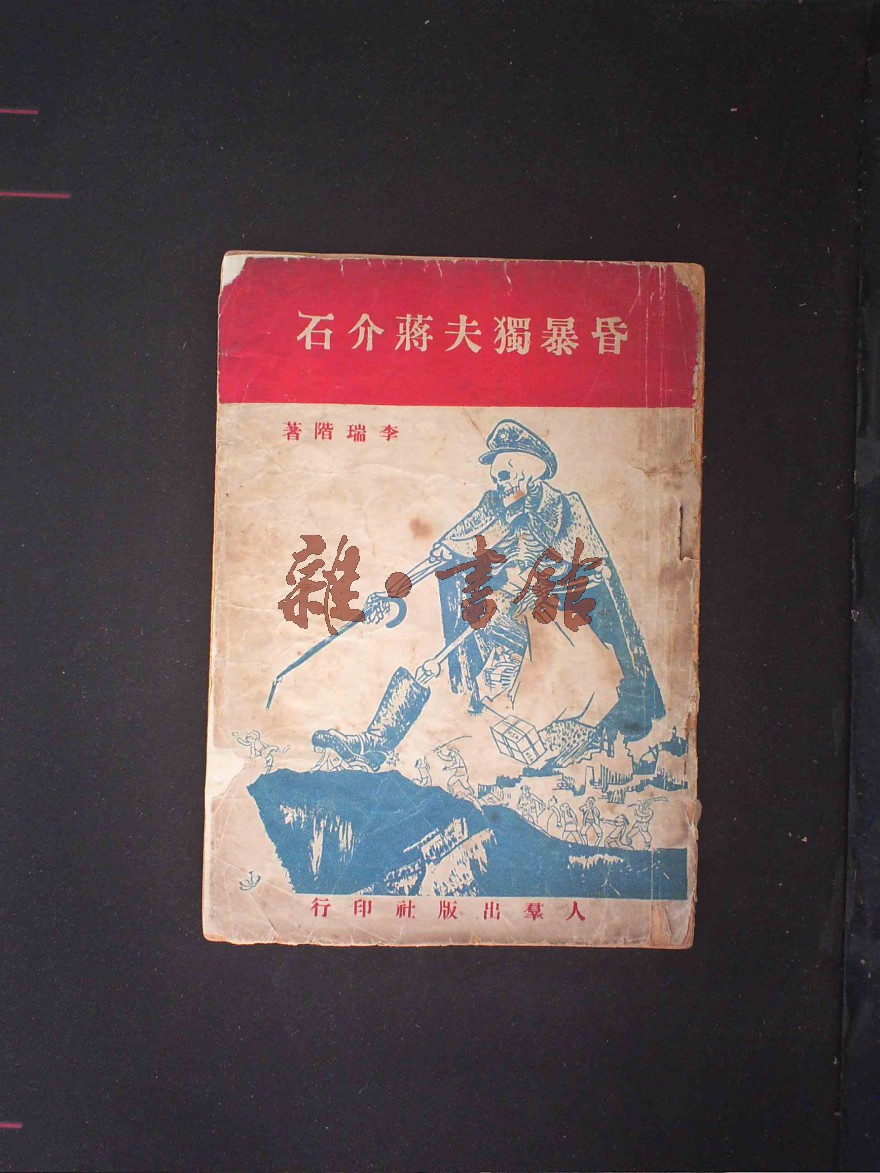 昏暴獨夫蔣介石
李瑞階著
雜·書館
人羣出版社印行